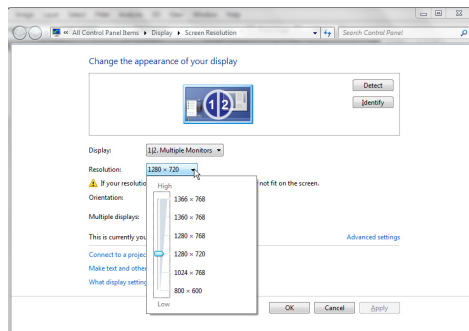 « All Control Panel Items ▸ Display ▸ Screen Resolution
Search Control Panel
Change the appearance of your display
1|2
Detect
Identify
Display:
1|2. Multiple Monitors
Resolution:
1280 × 720
If your resolutio
not fit on the screen.
High
1366 × 768
1360 × 768
1280 × 768
1280 × 720
1024 × 768
800 × 600
Low
Orientation:
Multiple displays:
This is currently you
Advanced settings
Connect to a projec
Make text and other
What display setting
OK
Cancel
Apply